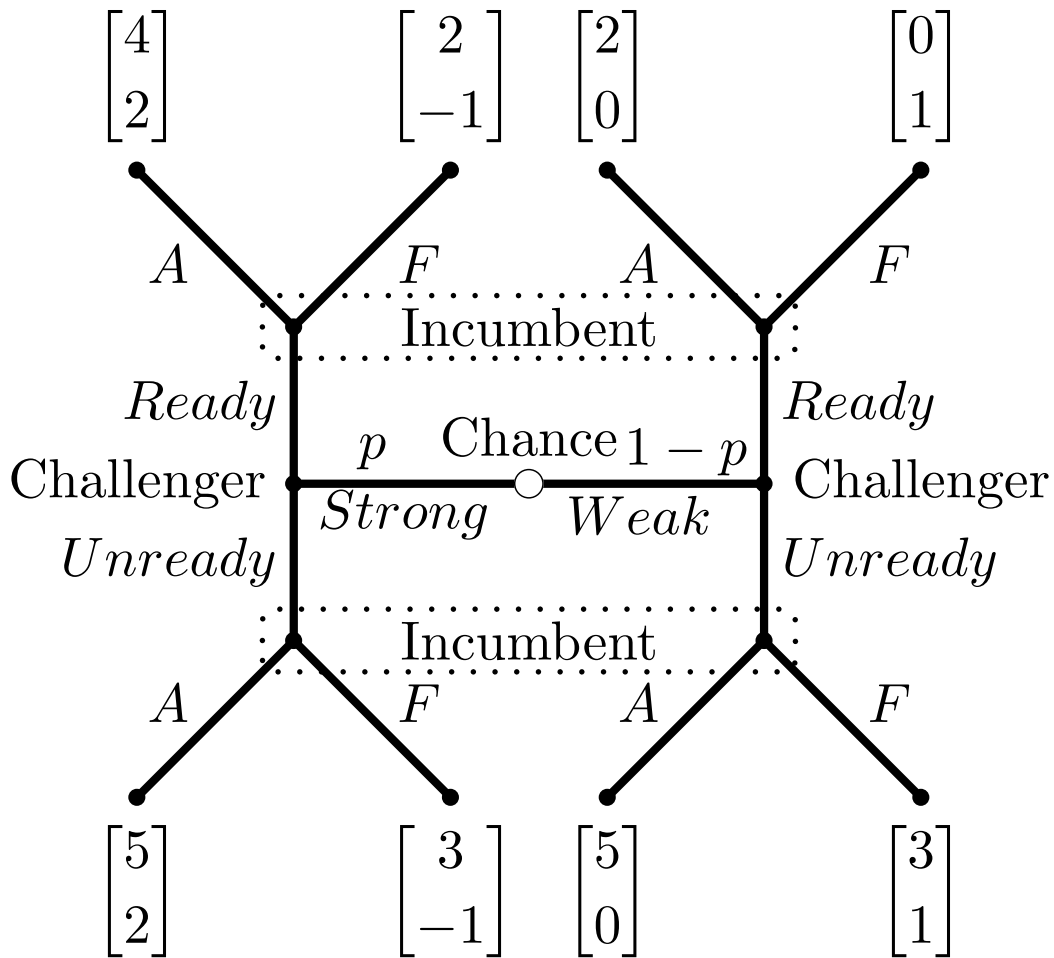 4 2 2 0
2 −1 0 1
A F A F
Incumbent
Ready Ready
p Chance 1 − p
Challenger Challenger
Strong Weak
Unready Unready
Incumbent
A F A F
5 3 5 3
2 −1 0 1